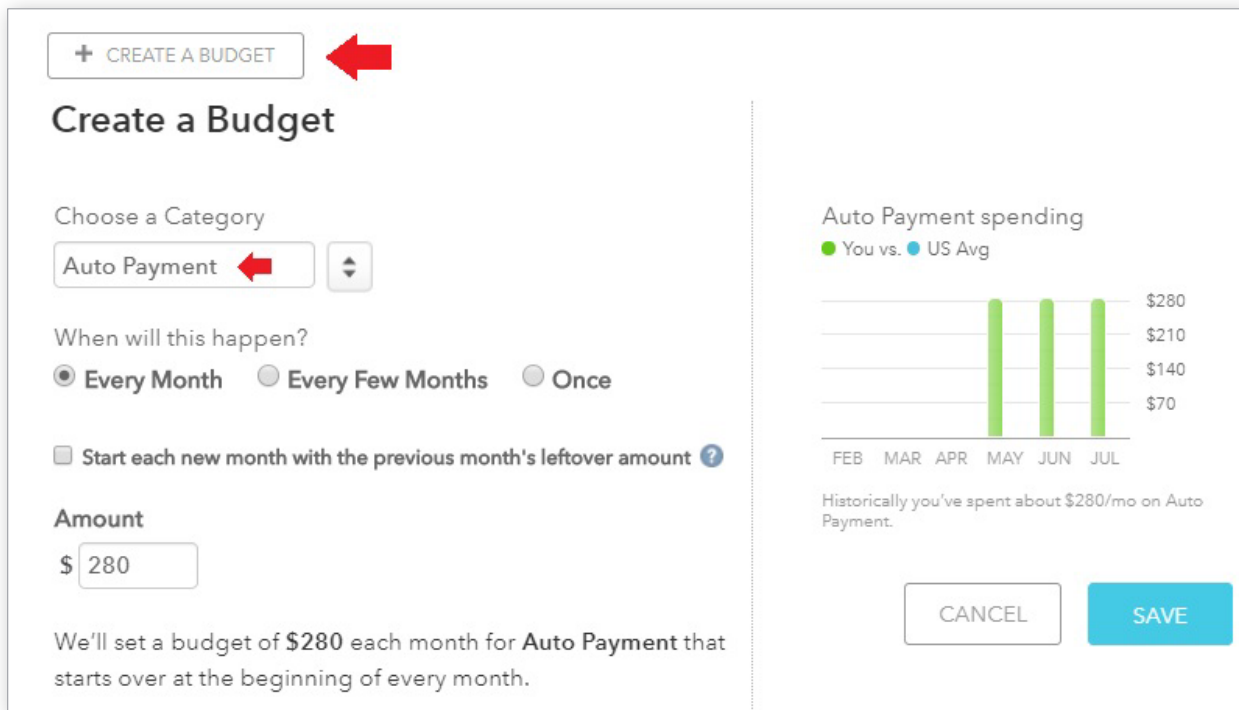 + CREATE A BUDGET
Create a Budget
Choose a Category
Auto Payment
When will this happen?
Every Month Every Few Months Once
Start each new month with the previous month's leftover amount ?
Amount
$ 280
We'll set a budget of $280 each month for Auto Payment that
starts over at the beginning of every month.
Auto Payment spending
You vs. US Avg
$280
$210
$140
$70
FEB MAR APR MAY JUN JUL
Historically you've spent about $280/mo on Auto
Payment.
CANCEL SAVE